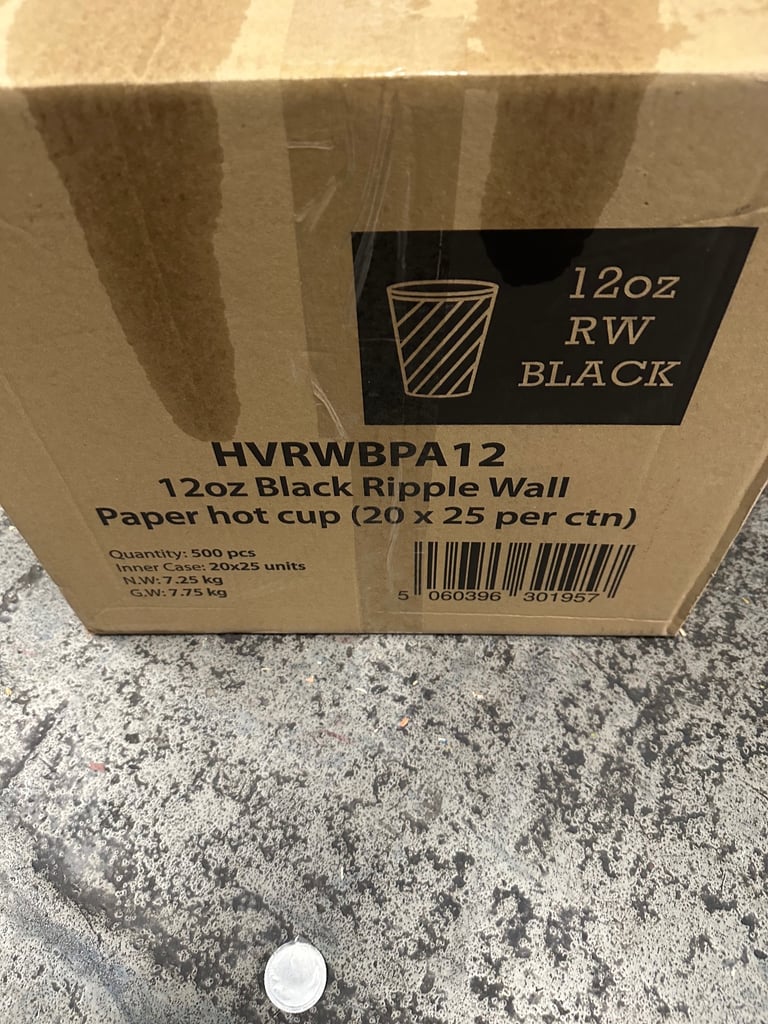 12oz
RW
BLACK
HVRWBPA12
12oz Black Ripple Wall
Paper hot cup (20 x 25 per ctn)
Quantity: 500 pcs
Inner Case: 20x25 units
N.W: 7.25 kg
G.W: 7.75 kg
5 060396 301957